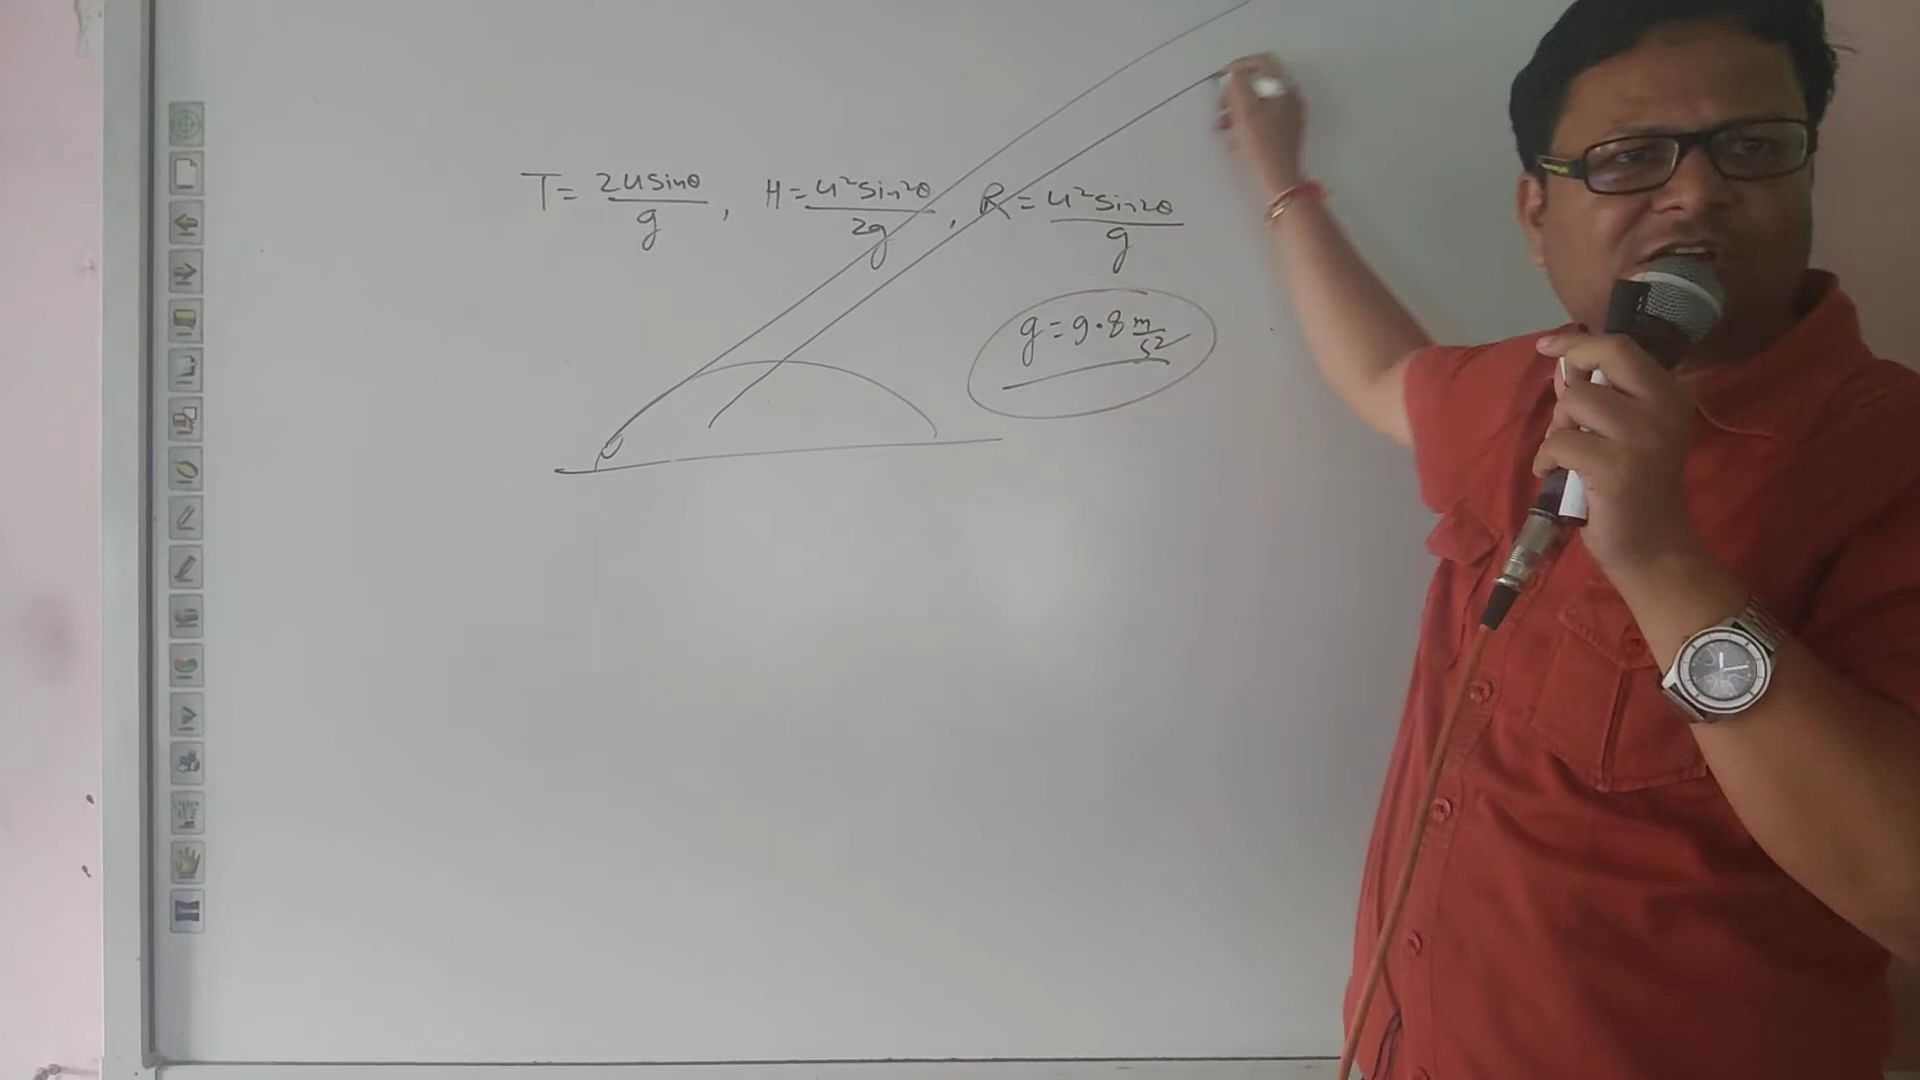 T = 2usinθ/g , H = u²sin²θ/2g , R = u²sin2θ/g
g = 9.8 m/s²